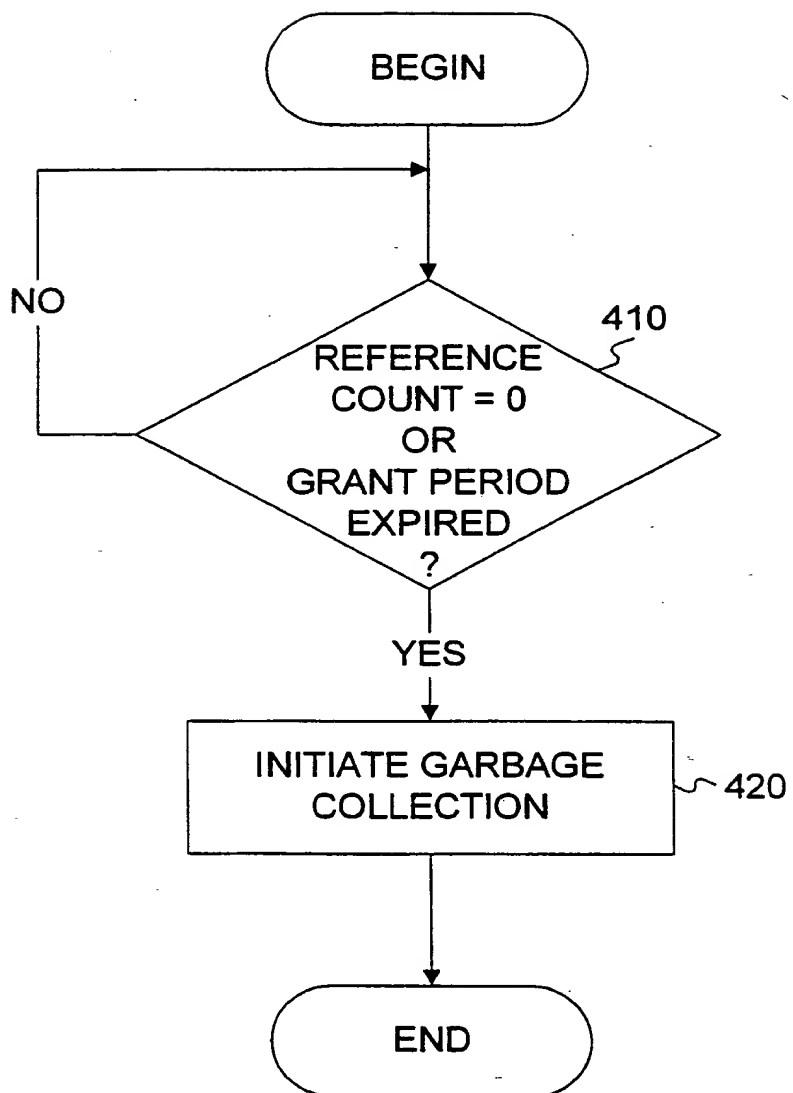 BEGIN
NO
410
REFERENCE
COUNT = 0
OR
GRANT PERIOD
EXPIRED
?
YES
INITIATE GARBAGE
COLLECTION
420
END